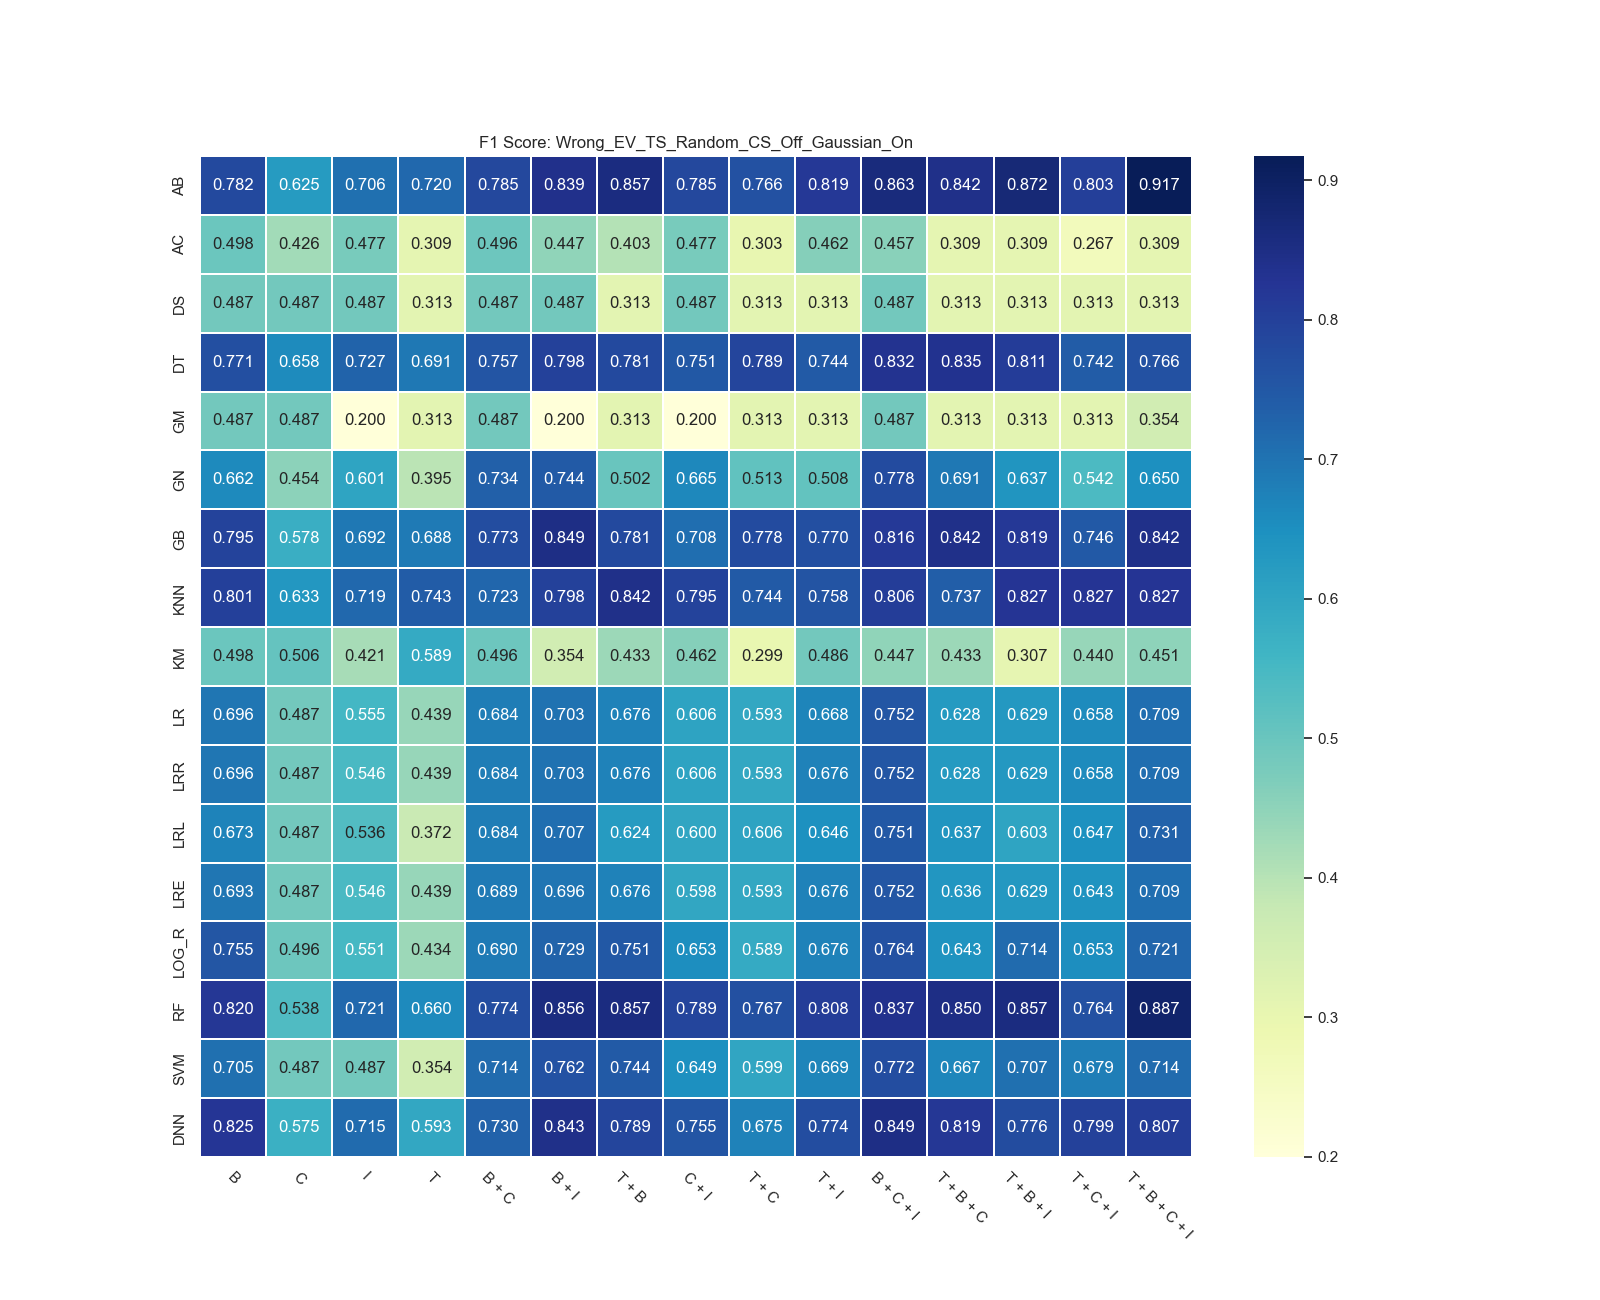 F1 Score: Wrong_EV_TS_Random_CS_Off_Gaussian_On
AB 0.782 0.625 0.706 0.720 0.785 0.839 0.857 0.785 0.766 0.819 0.863 0.842 0.872 0.803 0.917
AC 0.498 0.426 0.477 0.309 0.496 0.447 0.403 0.477 0.303 0.462 0.457 0.309 0.309 0.267 0.309
DS 0.487 0.487 0.487 0.313 0.487 0.487 0.313 0.487 0.313 0.313 0.487 0.313 0.313 0.313 0.313
DT 0.771 0.658 0.727 0.691 0.757 0.798 0.781 0.751 0.789 0.744 0.832 0.835 0.811 0.742 0.766
GM 0.487 0.487 0.200 0.313 0.487 0.200 0.313 0.200 0.313 0.313 0.487 0.313 0.313 0.313 0.354
GN 0.662 0.454 0.601 0.395 0.734 0.744 0.502 0.665 0.513 0.508 0.778 0.691 0.637 0.542 0.650
GB 0.795 0.578 0.692 0.688 0.773 0.849 0.781 0.708 0.778 0.770 0.816 0.842 0.819 0.746 0.842
KNN 0.801 0.633 0.719 0.743 0.723 0.798 0.842 0.795 0.744 0.758 0.806 0.737 0.827 0.827 0.827
KM 0.498 0.506 0.421 0.589 0.496 0.354 0.433 0.462 0.299 0.486 0.447 0.433 0.307 0.440 0.451
LR 0.696 0.487 0.555 0.439 0.684 0.703 0.676 0.606 0.593 0.668 0.752 0.628 0.629 0.658 0.709
LRR 0.696 0.487 0.546 0.439 0.684 0.703 0.676 0.606 0.593 0.676 0.752 0.628 0.629 0.658 0.709
LRL 0.673 0.487 0.536 0.372 0.684 0.707 0.624 0.600 0.606 0.646 0.751 0.637 0.603 0.647 0.731
LRE 0.693 0.487 0.546 0.439 0.689 0.696 0.676 0.598 0.593 0.676 0.752 0.636 0.629 0.643 0.709
LOG_R 0.755 0.496 0.551 0.434 0.690 0.729 0.751 0.653 0.589 0.676 0.764 0.643 0.714 0.653 0.721
RF 0.820 0.538 0.721 0.660 0.774 0.856 0.857 0.789 0.767 0.808 0.837 0.850 0.857 0.764 0.887
SVM 0.705 0.487 0.487 0.354 0.714 0.762 0.744 0.649 0.599 0.669 0.772 0.667 0.707 0.679 0.714
DNN 0.825 0.575 0.715 0.593 0.730 0.843 0.789 0.755 0.675 0.774 0.849 0.819 0.776 0.799 0.807
B C I T B + C B + I T + B C + I T + C T + I B + C + I T + B + C T + B + I T + C + I T + B + C + I
0.9
0.8
0.7
0.6
0.5
0.4
0.3
0.2